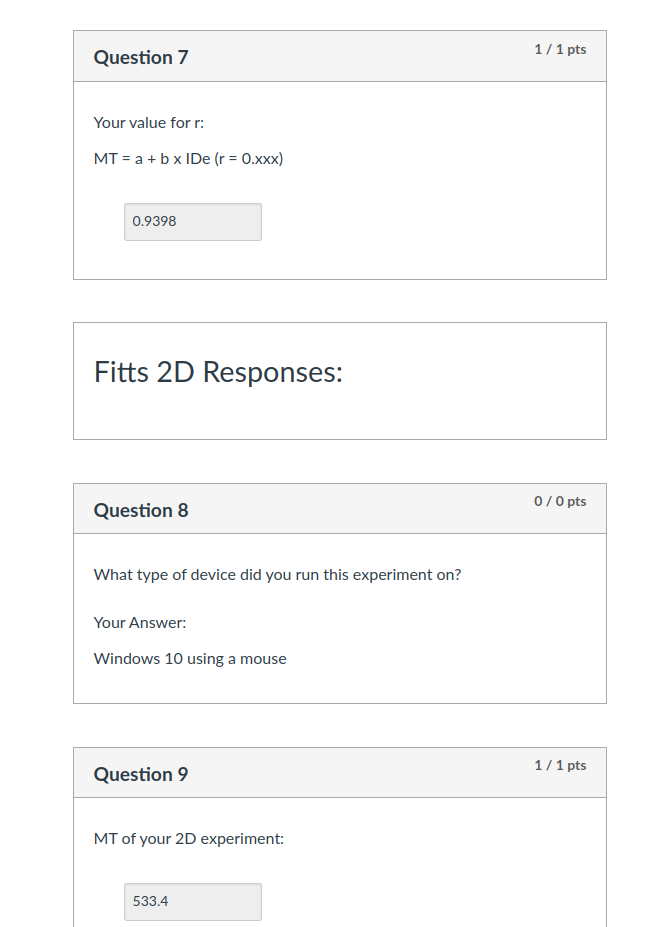 Question 7
1 / 1 pts
Your value for r:
MT = a + b x IDe (r = 0.xxx)
0.9398
Fitts 2D Responses:
Question 8
0 / 0 pts
What type of device did you run this experiment on?
Your Answer:
Windows 10 using a mouse
Question 9
1 / 1 pts
MT of your 2D experiment:
533.4